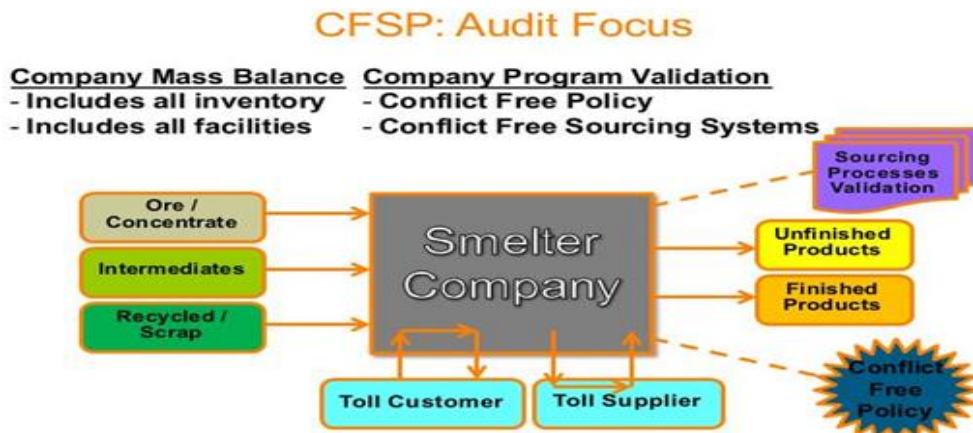 CFSP: Audit Focus
Company Mass Balance
- Includes all inventory
- Includes all facilities
Company Program Validation
- Conflict Free Policy
- Conflict Free Sourcing Systems
Sourcing
Processes
Validation
Ore /
Concentrate
Intermediates
Recycled /
Scrap
Smelter
Company
Unfinished
Products
Finished
Products
Toll Customer
Toll Supplier
Conflict
Free
Policy